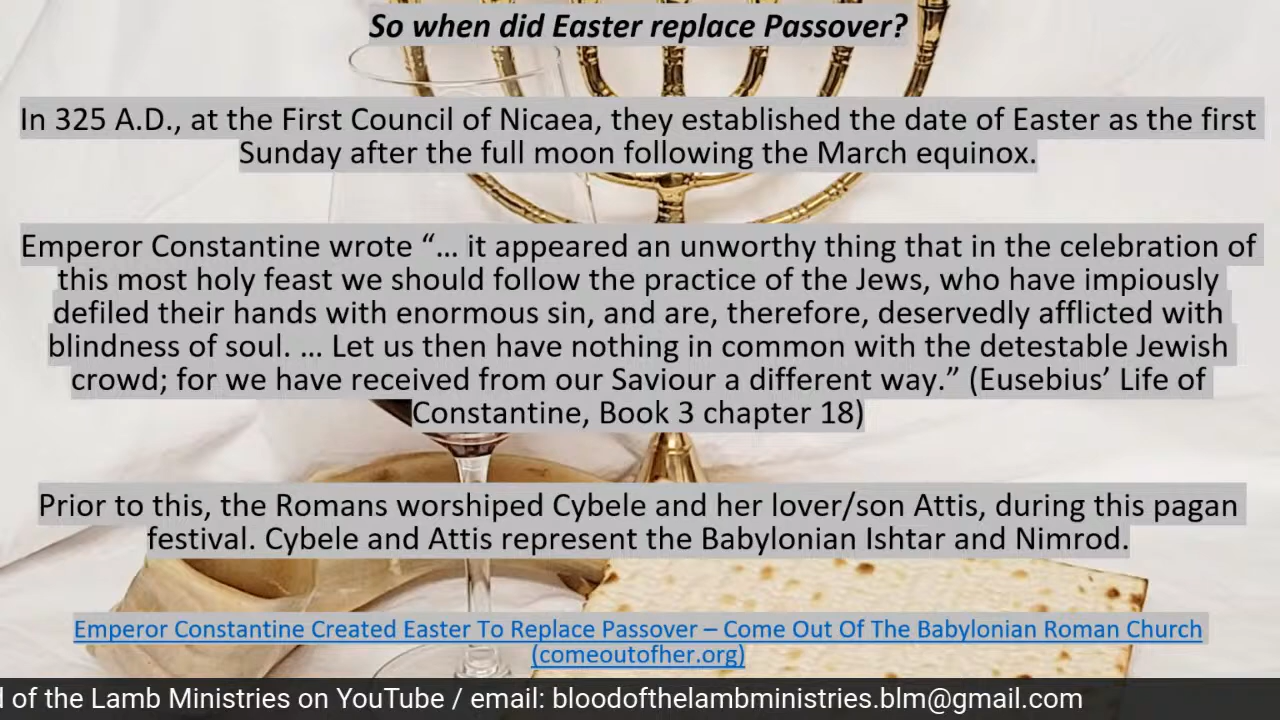 So when did Easter replace Passover?
In 325 A.D., at the First Council of Nicaea, they established the date of Easter as the first
Sunday after the full moon following the March equinox.
Emperor Constantine wrote “… it appeared an unworthy thing that in the celebration of
this most holy feast we should follow the practice of the Jews, who have impiously
defiled their hands with enormous sin, and are, therefore, deservedly afflicted with
blindness of soul. … Let us then have nothing in common with the detestable Jewish
crowd; for we have received from our Saviour a different way.” (Eusebius’ Life of
Constantine, Book 3 chapter 18)
Prior to this, the Romans worshiped Cybele and her lover/son Attis, during this pagan
festival. Cybele and Attis represent the Babylonian Ishtar and Nimrod.
Emperor Constantine Created Easter To Replace Passover – Come Out Of The Babylonian Roman Church
(comeoutofher.org)
of the Lamb Ministries on YouTube / email: bloodofthelambministries.blm@gmail.com